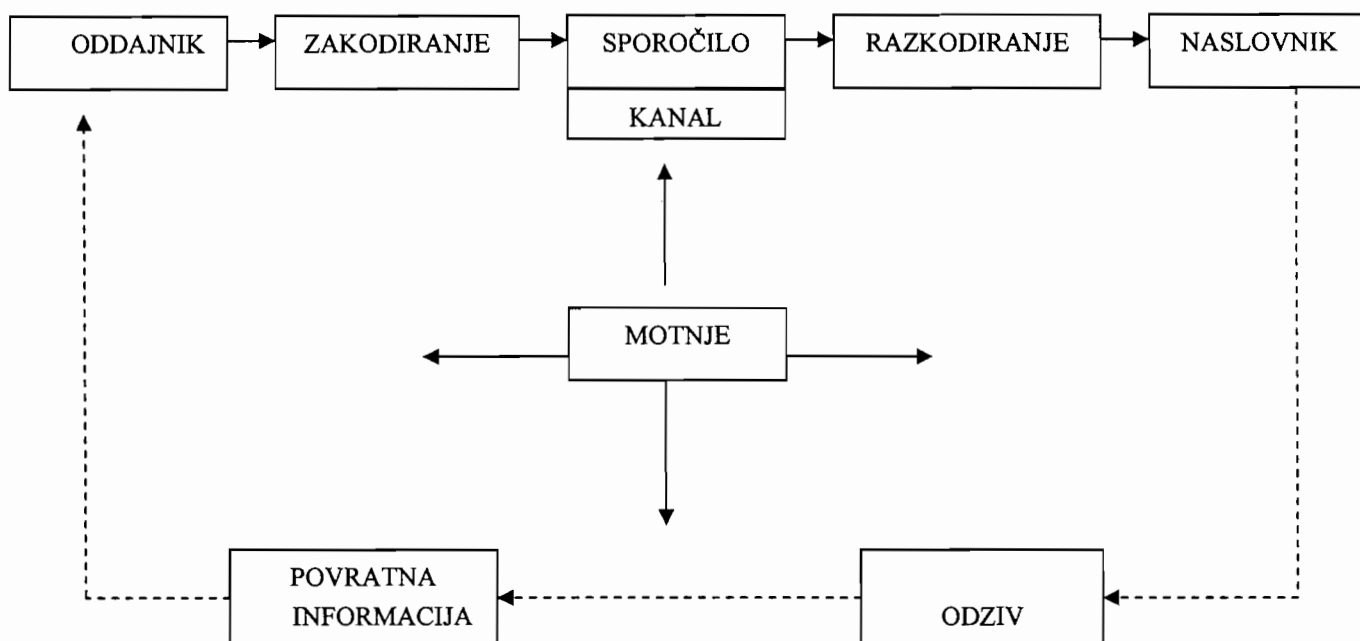 ODDAJNIK
ZAKODIRANJE
SPOROČILO
RAZKODIRANJE
NASLOVNIK
KANAL
MOTNJE
POVRATNA
INFORMACIJA
ODZIV